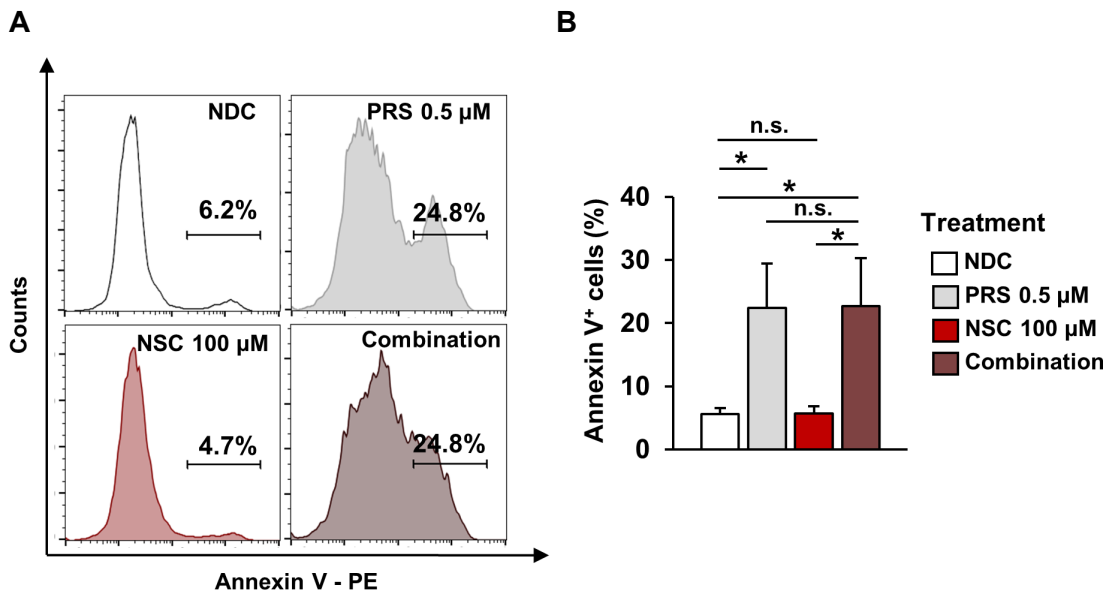 A
B
NDC
6.2%
PRS 0.5 µM
24.8%
NSC 100 µM
4.7%
Combination
24.8%
Counts
Annexin V - PE
n.s.
*
*
n.s.
*
40
30
20
10
0
Annexin V⁺ cells (%)
Treatment
NDC
PRS 0.5 µM
NSC 100 µM
Combination